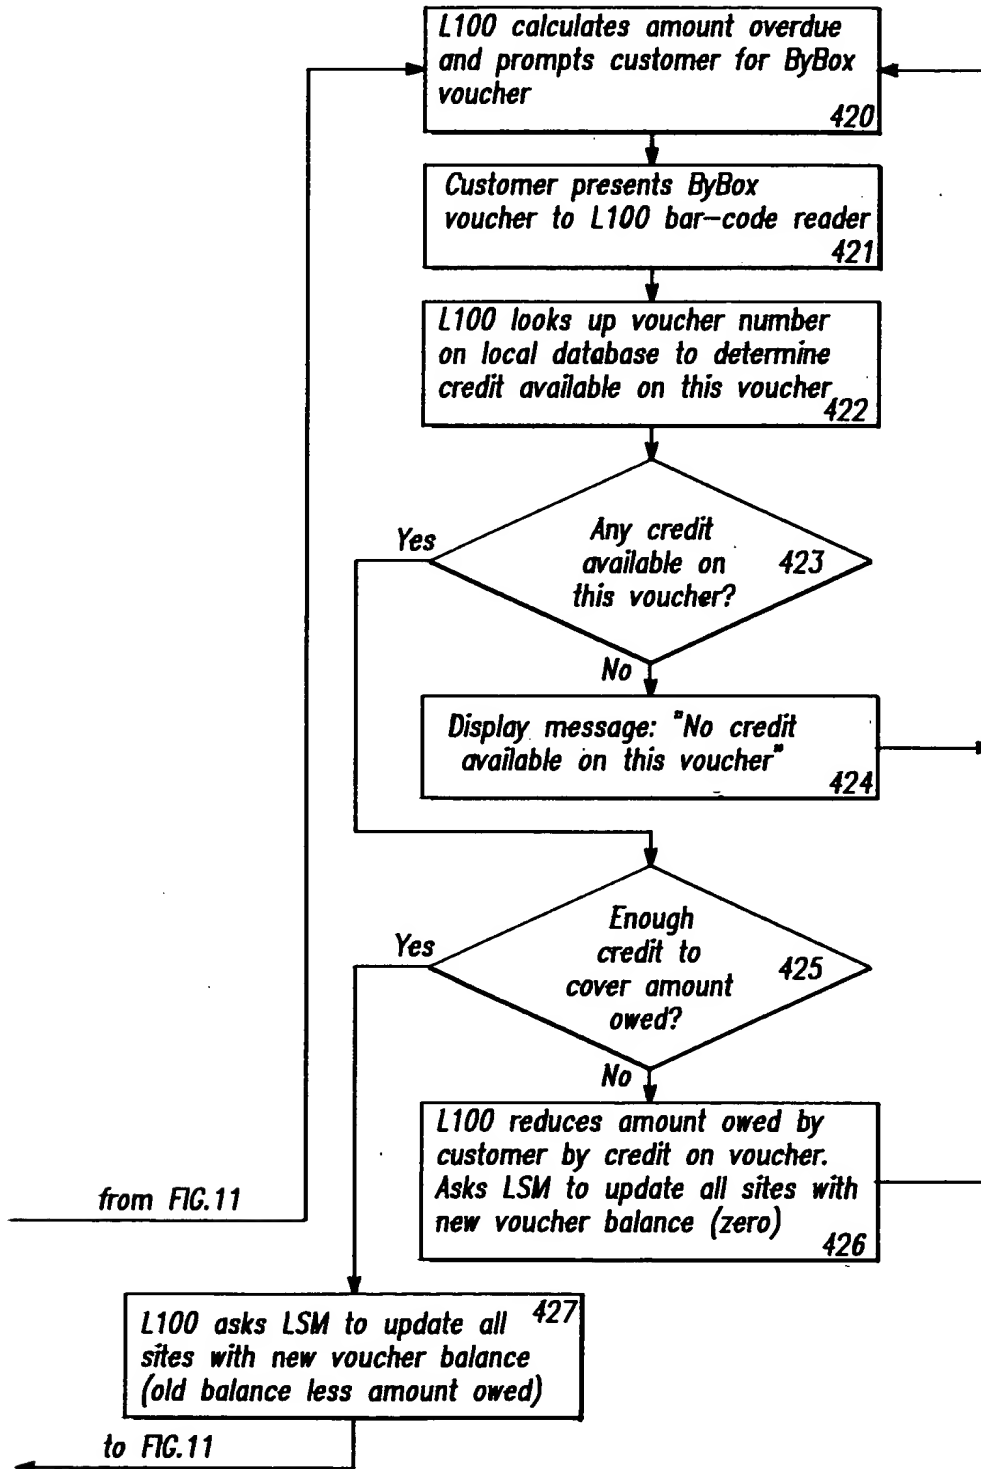 L100 calculates amount overdue
and prompts customer for ByBox
voucher
420
Customer presents ByBox
voucher to L100 bar-code reader
421
L100 looks up voucher number
on local database to determine
credit available on this voucher
422
Any credit
available on
this voucher?
423
Yes
No
Display message: "No credit
available on this voucher"
424
Enough
credit to
cover amount
owed?
425
Yes
No
L100 reduces amount owed by
customer by credit on voucher.
Asks LSM to update all sites with
new voucher balance (zero)
426
from FIG.11
L100 asks LSM to update all
sites with new voucher balance
(old balance less amount owed)
427
to FIG.11